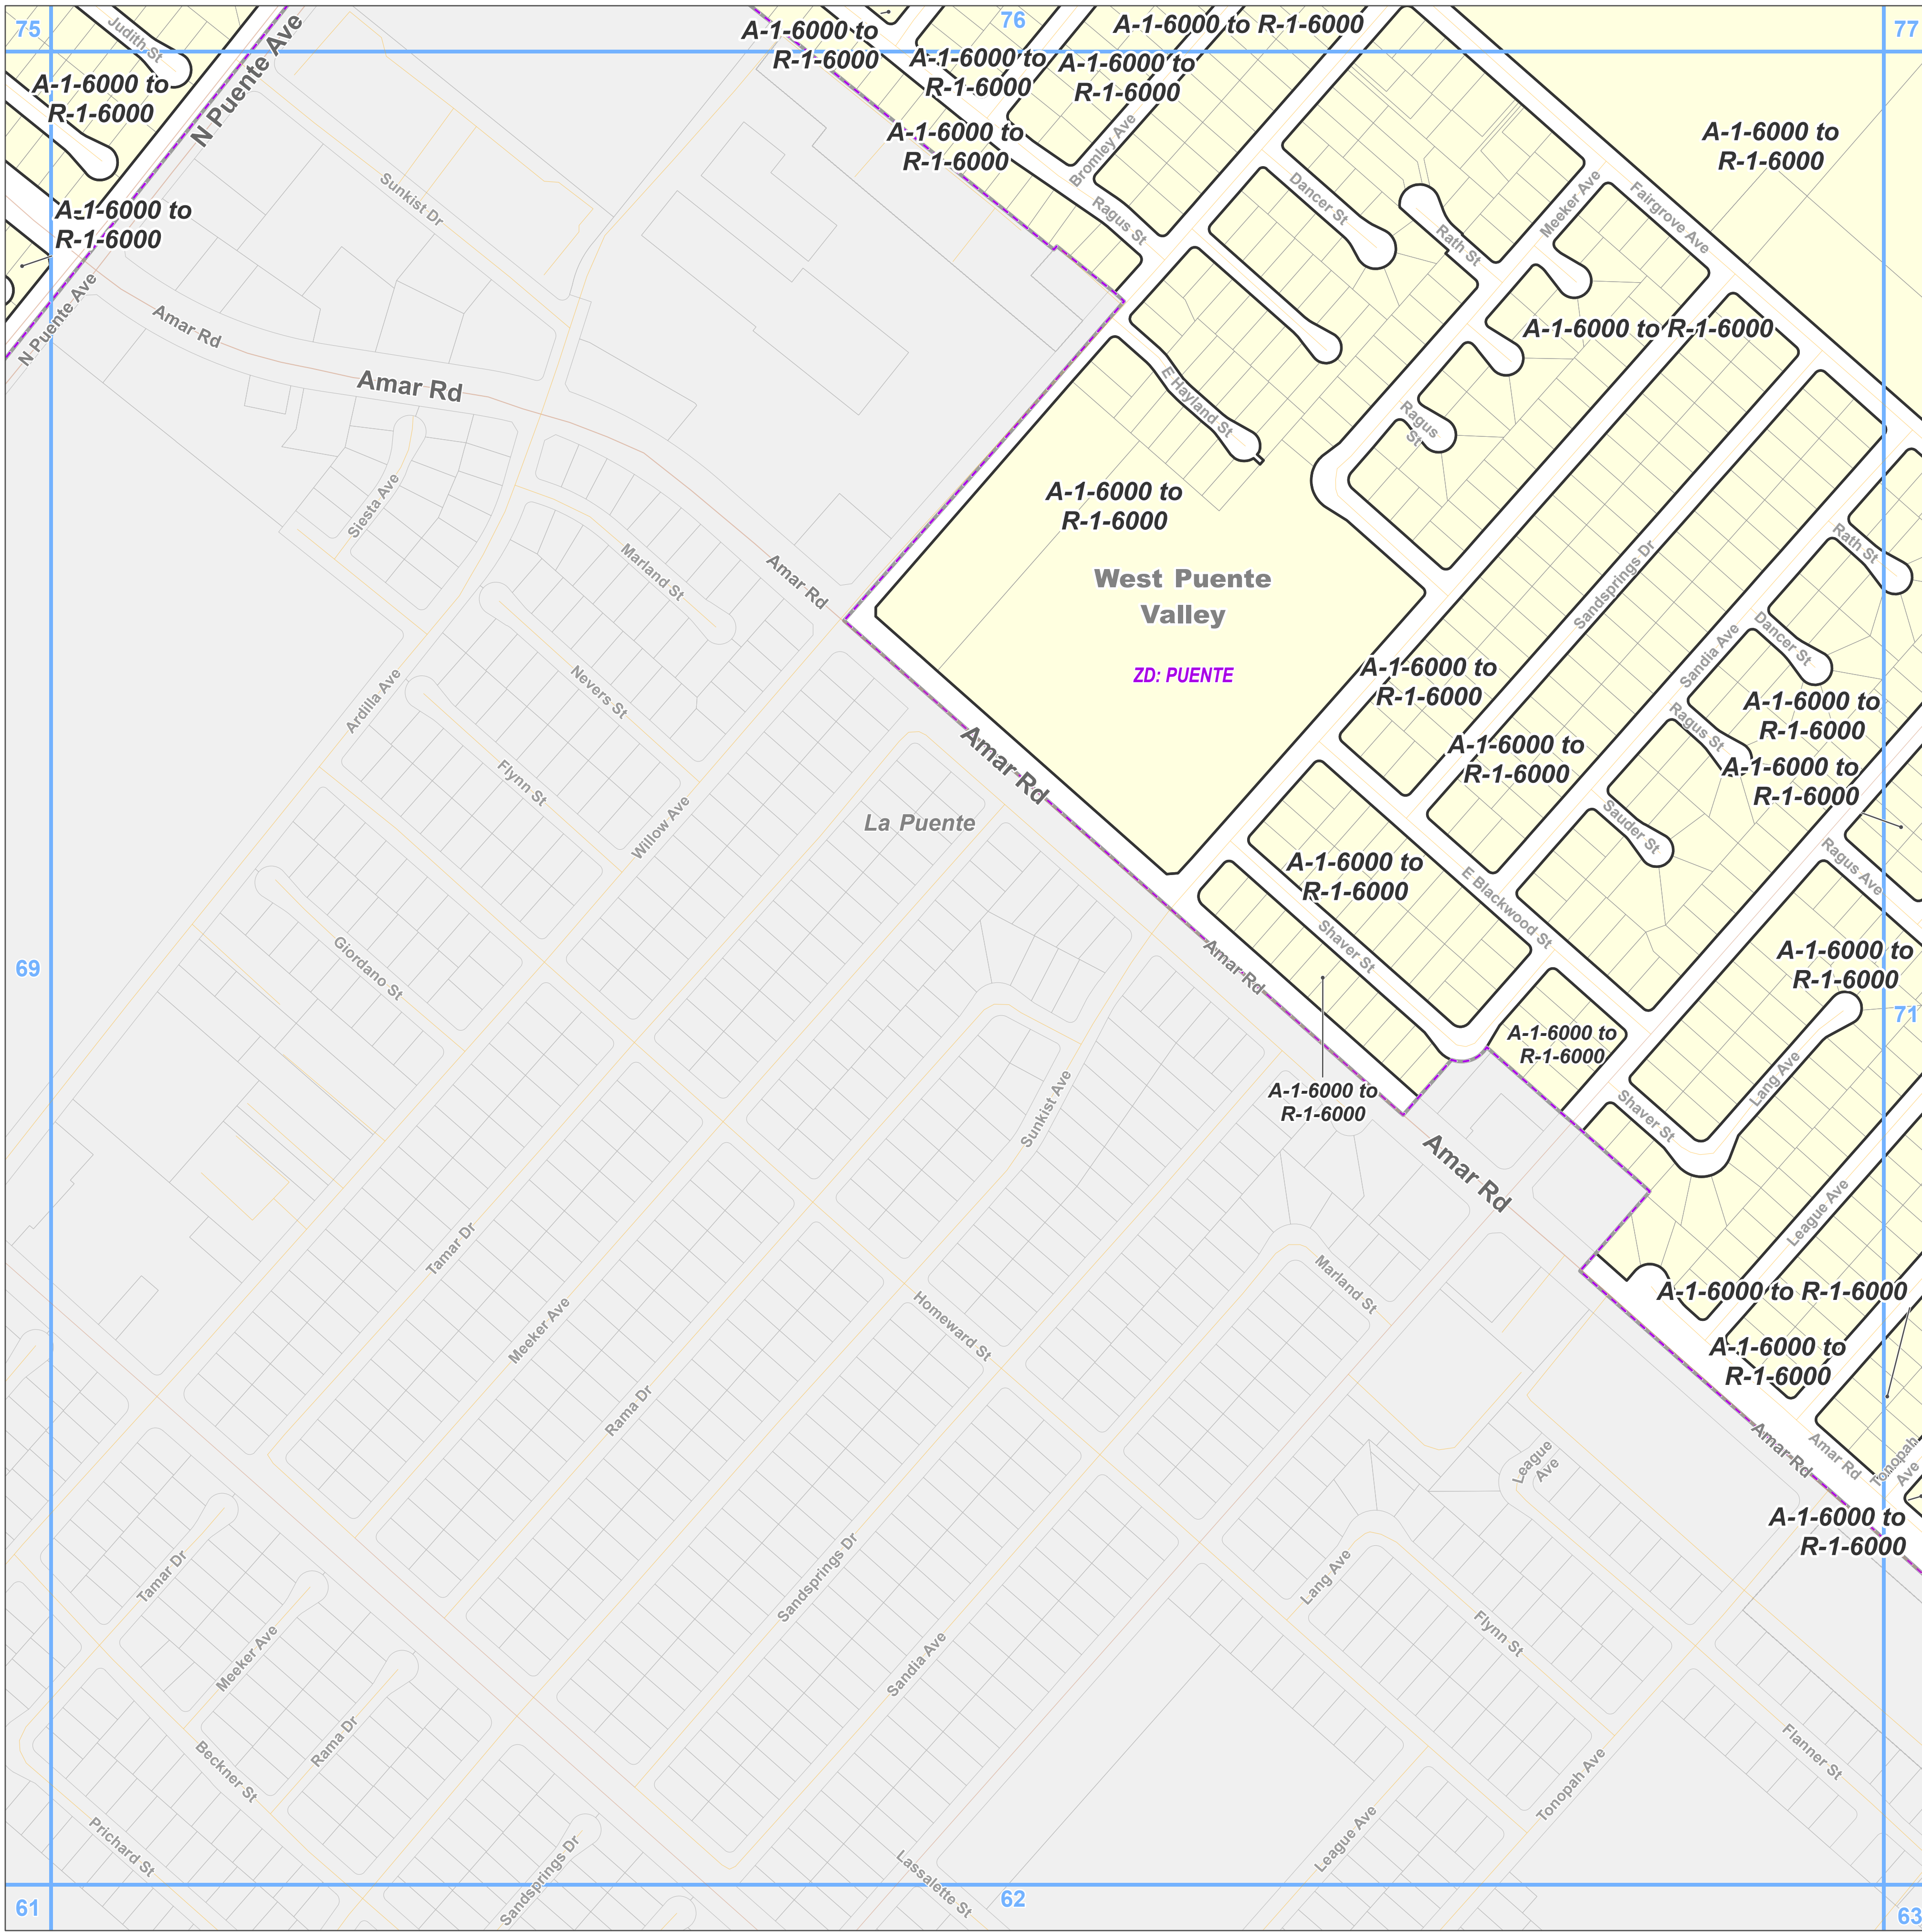 75
76
77
Judith St
N Puente Ave
A-1-6000 to
R-1-6000
A-1-6000 to
R-1-6000
A-1-6000 to
R-1-6000
A-1-6000 to
R-1-6000
A-1-6000 to R-1-6000
A-1-6000 to
R-1-6000
A-1-6000 to
R-1-6000
A-1-6000 to
R-1-6000
Bromley Ave
Ragus St
Dancer St
Rath St
Meeker Ave
Fairgrove Ave
Sunkist Dr
N Puente Ave
Amar Rd
Amar Rd
A-1-6000 to R-1-6000
E Hayland St
Ragus
St
Siesta Ave
Marland St
Amar Rd
A-1-6000 to
R-1-6000
West Puente
Valley
ZD: PUENTE
Sandsprings Dr
Rath St
Dancer St
Sandia Ave
Ragus St
A-1-6000 to
R-1-6000
A-1-6000 to
R-1-6000
A-1-6000 to
R-1-6000
A-1-6000 to
R-1-6000
Ardilla Ave
Nevers St
Flynn St
Willow Ave
Amar Rd
La Puente
Sauder St
Ragus Ave
A-1-6000 to
R-1-6000
E Blackwood St
Shaver St
Amar Rd
69
Giordano St
A-1-6000 to
R-1-6000
71
A-1-6000 to
R-1-6000
A-1-6000 to
R-1-6000
Lang Ave
Shaver St
Sunkist Ave
Amar Rd
League Ave
Tamar Dr
Meeker Ave
Rama Dr
Homeward St
Marland St
A-1-6000 to R-1-6000
A-1-6000 to
R-1-6000
Amar Rd
Amar Rd
Tonopah
Ave
A-1-6000 to
R-1-6000
League
Ave
Tamar Dr
Meeker Ave
Rama Dr
Sandsprings Dr
Sandia Ave
Lang Ave
Flynn St
Beckner St
Prichard St
Sandsprings Dr
Lassalette St
League Ave
Tonopah Ave
Flanner St
61
62
63